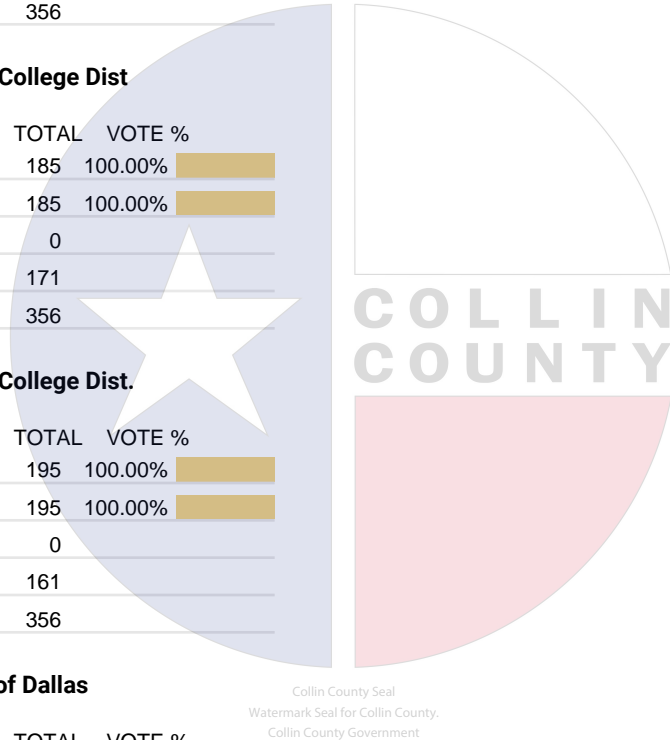 356
College Dist
TOTAL VOTE %
185 100.00%
185 100.00%
0
171
356
COLLIN
COUNTY
College Dist.
TOTAL VOTE %
195 100.00%
195 100.00%
0
161
356
of Dallas
Collin County Seal
Watermark Seal for Collin County.
TOTAL VOTE %
Collin County Government